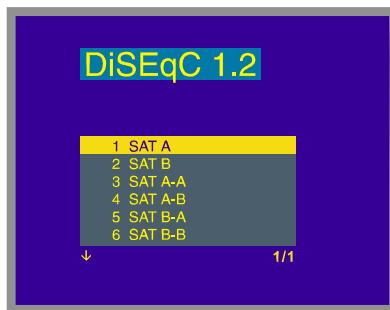 DiSEqC 1.2
1 SAT A
2 SAT B
3 SAT A-A
4 SAT A-B
5 SAT B-A
6 SAT B-B
↓ 1/1